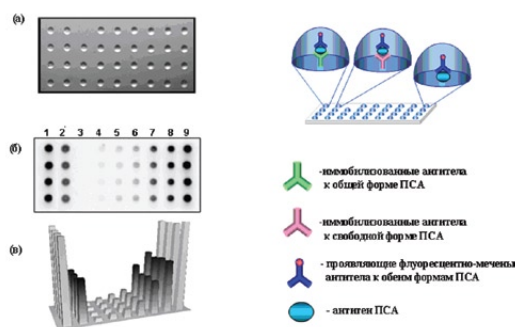 (а)
(б)
1 2 3 4 5 6 7 8 9
(в)
-иммобилизованные антитела
к общей форме ПСА
-иммобилизованные антитела
к свободной форме ПСА
- проявляющие флуоресцентно-меченые
антитела к обеим формам ПСА
- антиген ПСА